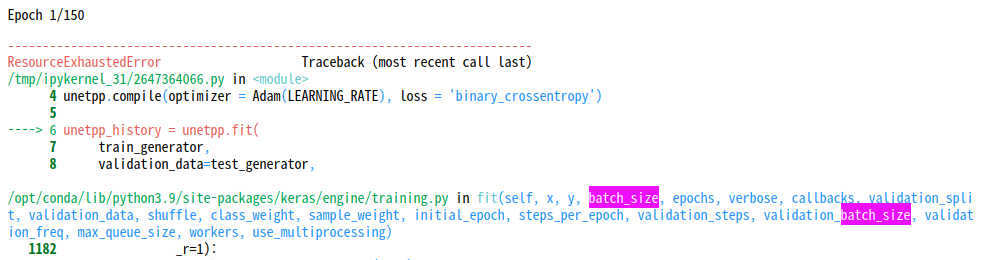 Epoch 1/150
---------------------------------------------------------------------------
ResourceExhaustedError                    Traceback (most recent call last)
/tmp/ipykernel_31/2647364066.py in <module>
      4 unetpp.compile(optimizer = Adam(LEARNING_RATE), loss = 'binary_crossentropy')
      5
----> 6 unetpp_history = unetpp.fit(
      7     train_generator,
      8     validation_data=test_generator,
/opt/conda/lib/python3.9/site-packages/keras/engine/training.py in fit(self, x, y, batch_size, epochs, verbose, callbacks, validation_spli
t, validation_data, shuffle, class_weight, sample_weight, initial_epoch, steps_per_epoch, validation_steps, validation_batch_size, validat
ion_freq, max_queue_size, workers, use_multiprocessing)
   1182                 _r=1):